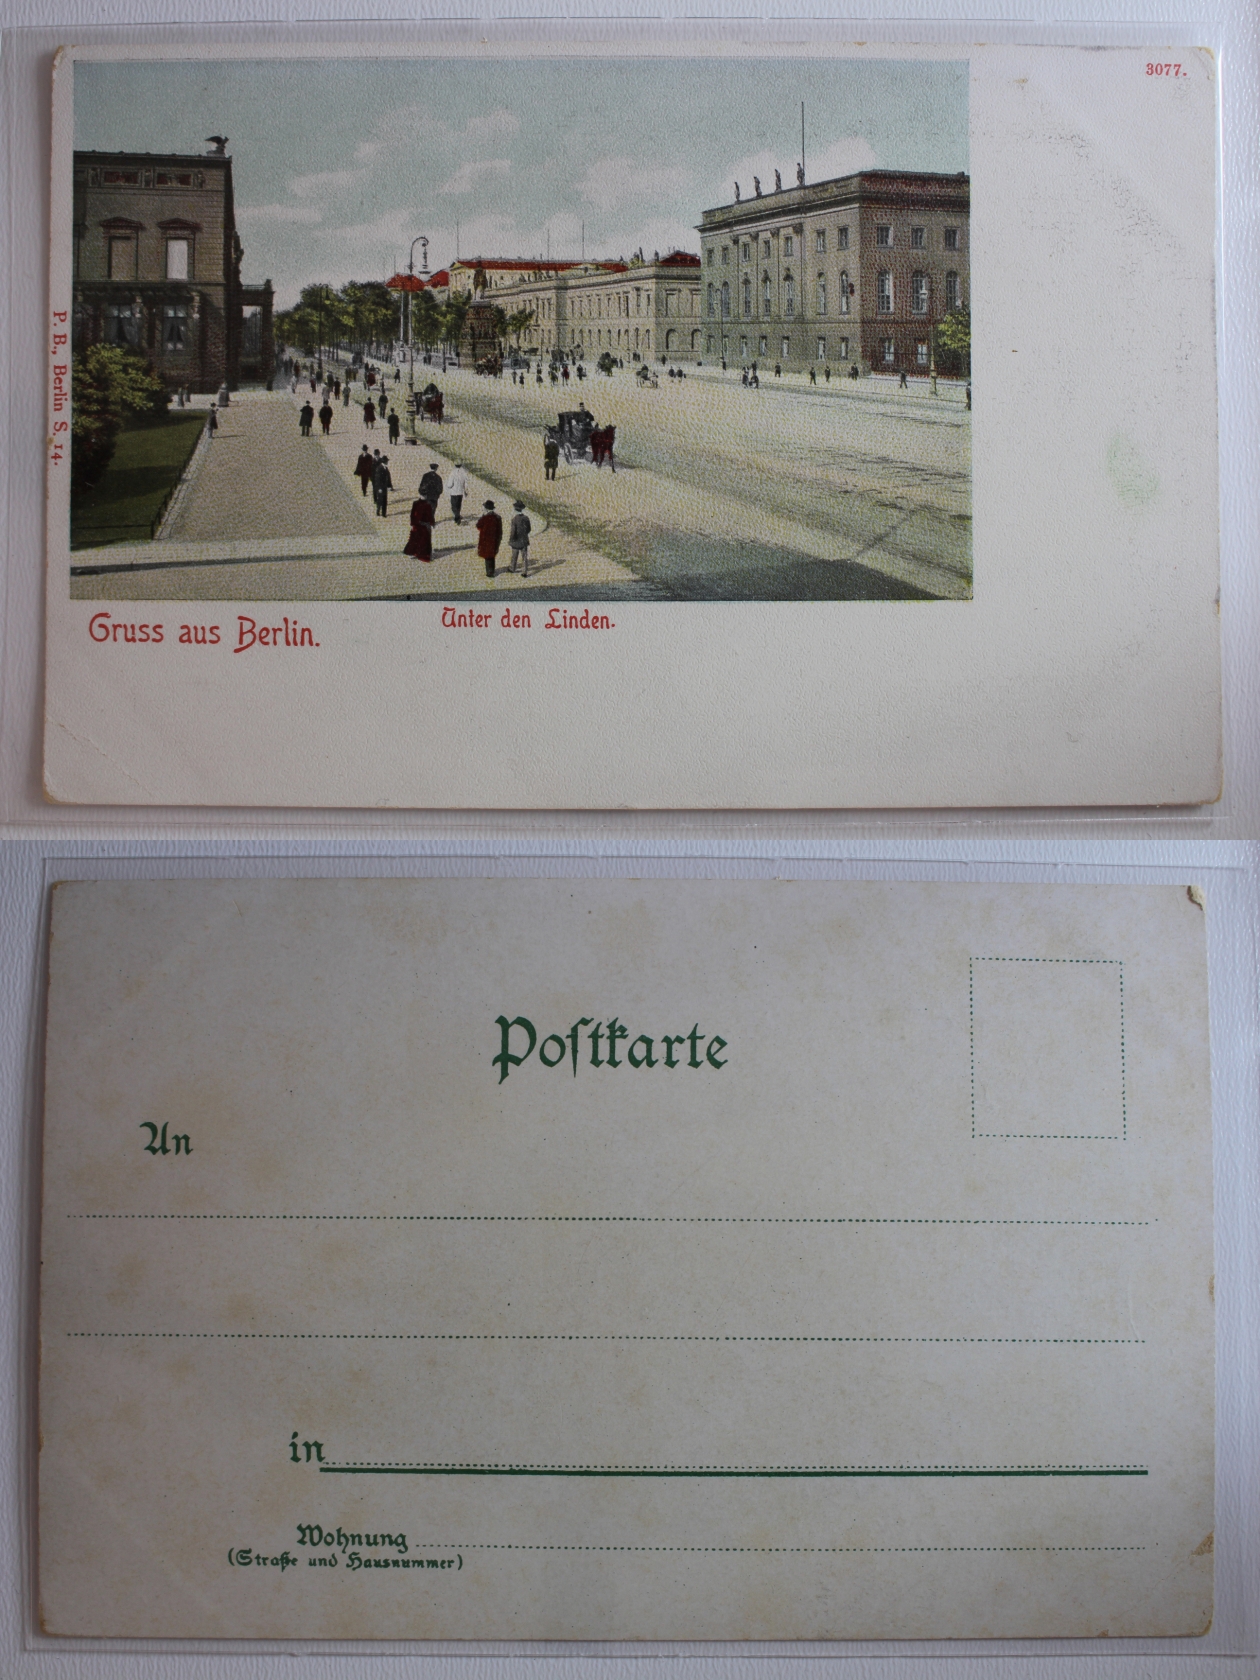 3077.
P. B., Berlin S. 14.
Gruss aus Berlin.
Unter den Linden.
Poſtkarte
An
in
Wohnung
(Straße und Hausnummer)